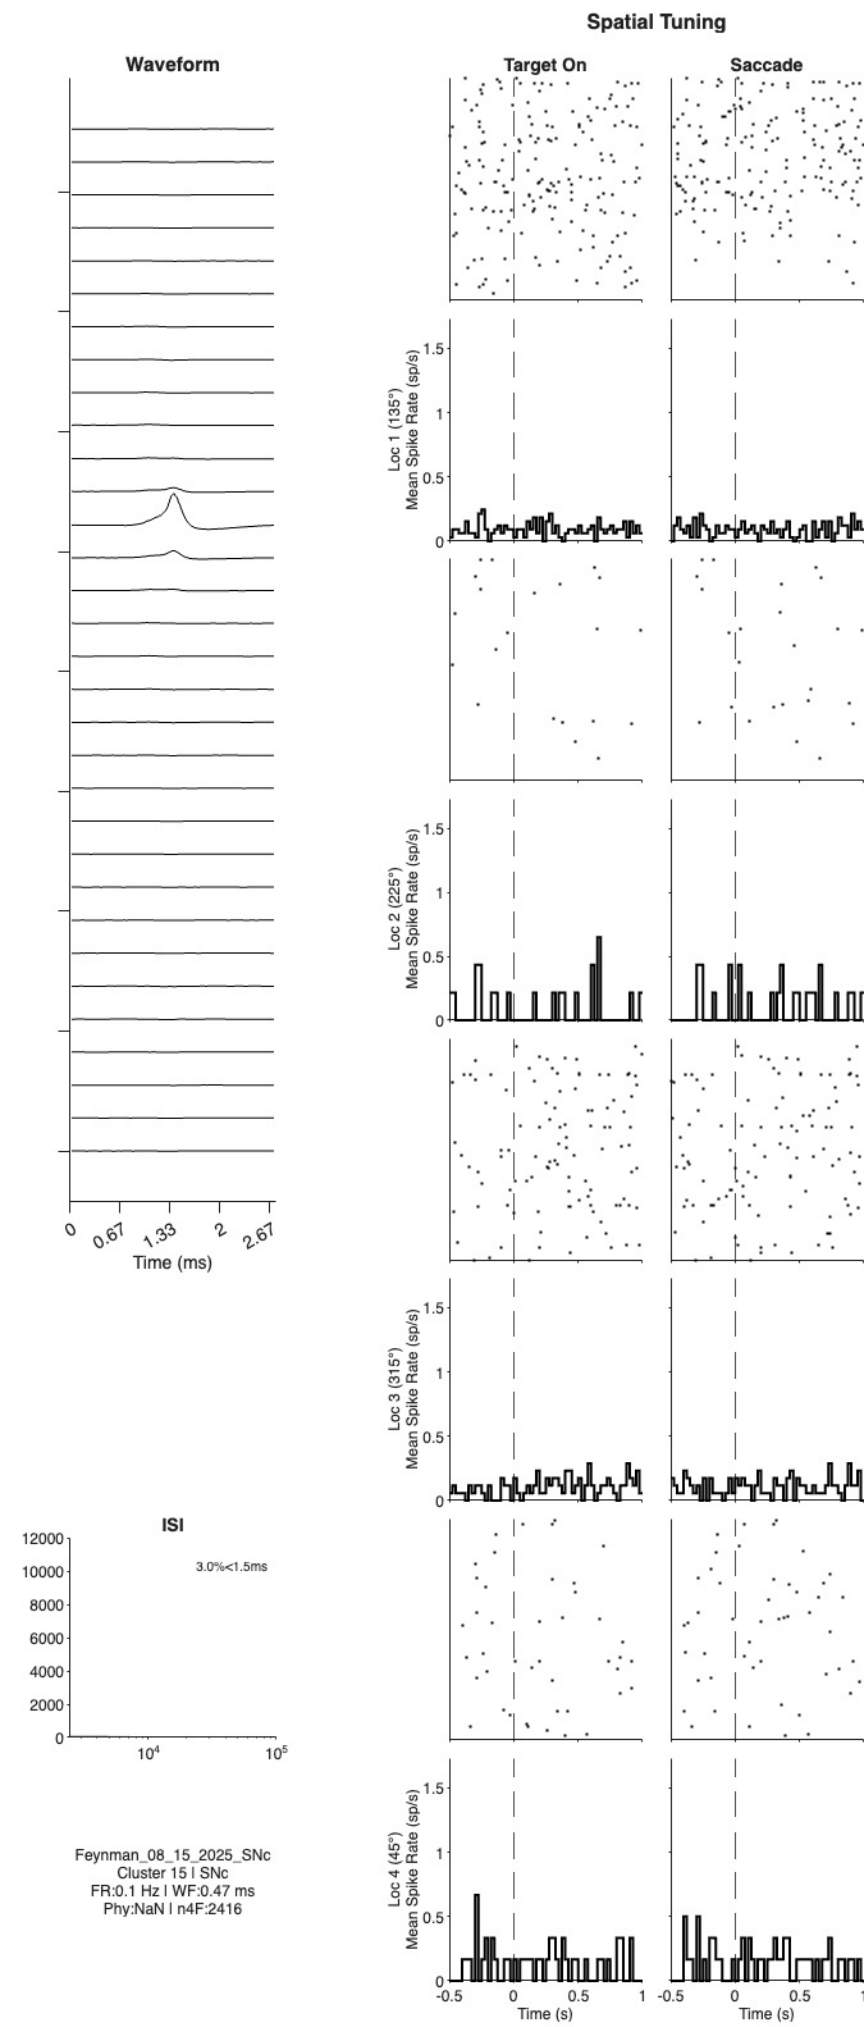 Spatial Tuning
Waveform
Target On
Saccade
0
0.67
1.33
2
2.67
Time (ms)
Loc 1 (135°)
Mean Spike Rate (sp/s)
1.5
1
0.5
0
Loc 2 (225°)
Mean Spike Rate (sp/s)
1.5
1
0.5
0
Loc 3 (315°)
Mean Spike Rate (sp/s)
1.5
1
0.5
0
ISI
3.0%<1.5ms
12000
10000
8000
6000
4000
2000
0
10⁴
10⁵
Feynman_08_15_2025_SNc
Cluster 15 | SNc
FR:0.1 Hz | WF:0.47 ms
Phy:NaN | n4F:2416
Loc 4 (45°)
Mean Spike Rate (sp/s)
1.5
1
0.5
0
-0.5
0
0.5
1
Time (s)
-0.5
0
0.5
1
Time (s)